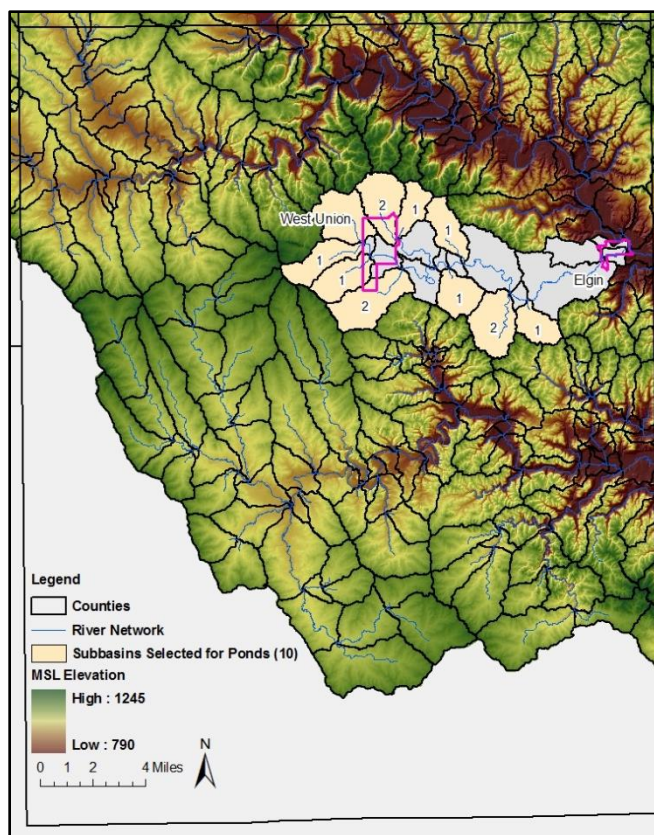 2
1
West Union
1
1
Elgin
1
2
1
2
1
Legend
Counties
River Network
Subbasins Selected for Ponds (10)
MSL Elevation
High : 1245
Low : 790
N
0 1 2 4 Miles